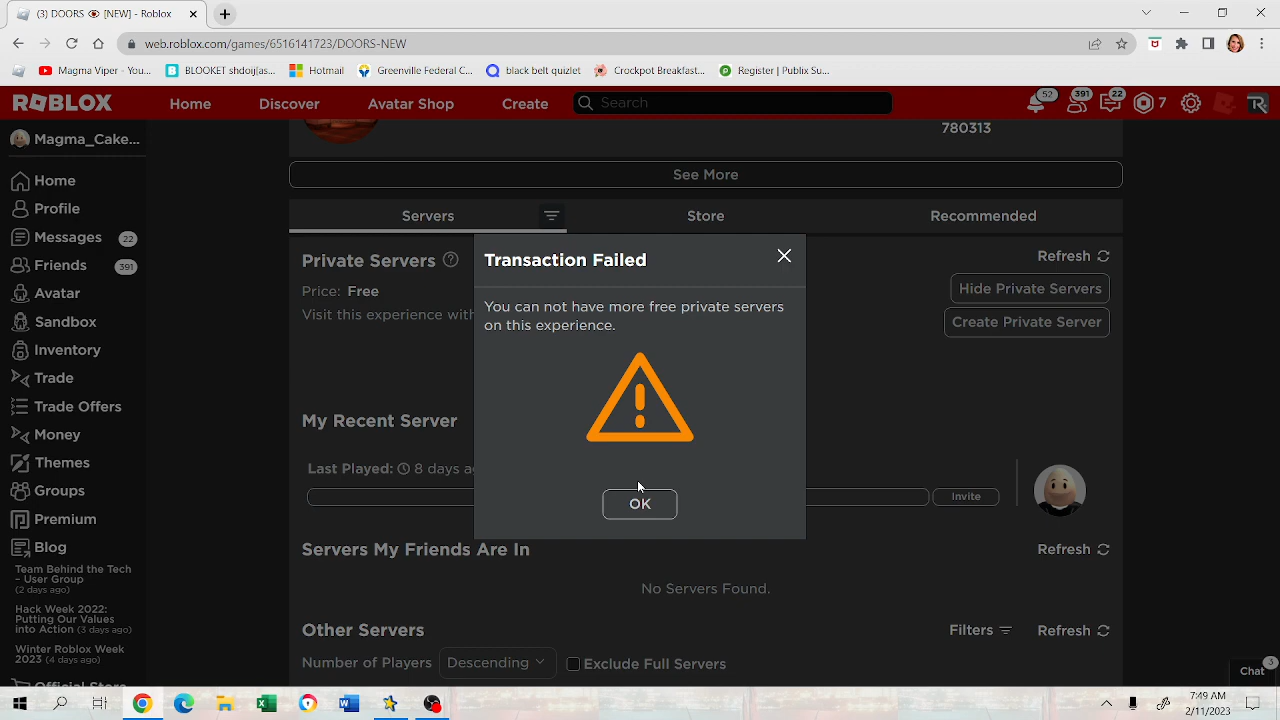 (3) DOORS 👁 [NEW] - Roblox
web.roblox.com/games/6516141723/DOORS-NEW
Magma Viper - You...
BLOOKET shdoijfas:...
Hotmail
Greenville Federal C...
black belt quizlet
Crockpot Breakfast...
Register | Publix Su...
ROBLOX
Home
Discover
Avatar Shop
Create
Search
52
391
22
7
Magma_Cake...
780313
See More
Home
Profile
Messages 22
Friends 391
Avatar
Sandbox
Inventory
Trade
Trade Offers
Money
Themes
Groups
Premium
Blog
Team Behind the Tech
– User Group
(2 days ago)
Hack Week 2022:
Putting Our Values
into Action (3 days ago)
Winter Roblox Week
2023 (4 days ago)
Official Store
Servers
Store
Recommended
Private Servers
Refresh
Price: Free
Hide Private Servers
Visit this experience with
Create Private Server
Transaction Failed
You can not have more free private servers
on this experience.
OK
My Recent Server
Last Played: 8 days a
Invite
Servers My Friends Are In
Refresh
No Servers Found.
Other Servers
Filters
Refresh
Number of Players
Descending
Exclude Full Servers
Chat
3
7:49 AM
2/11/2023